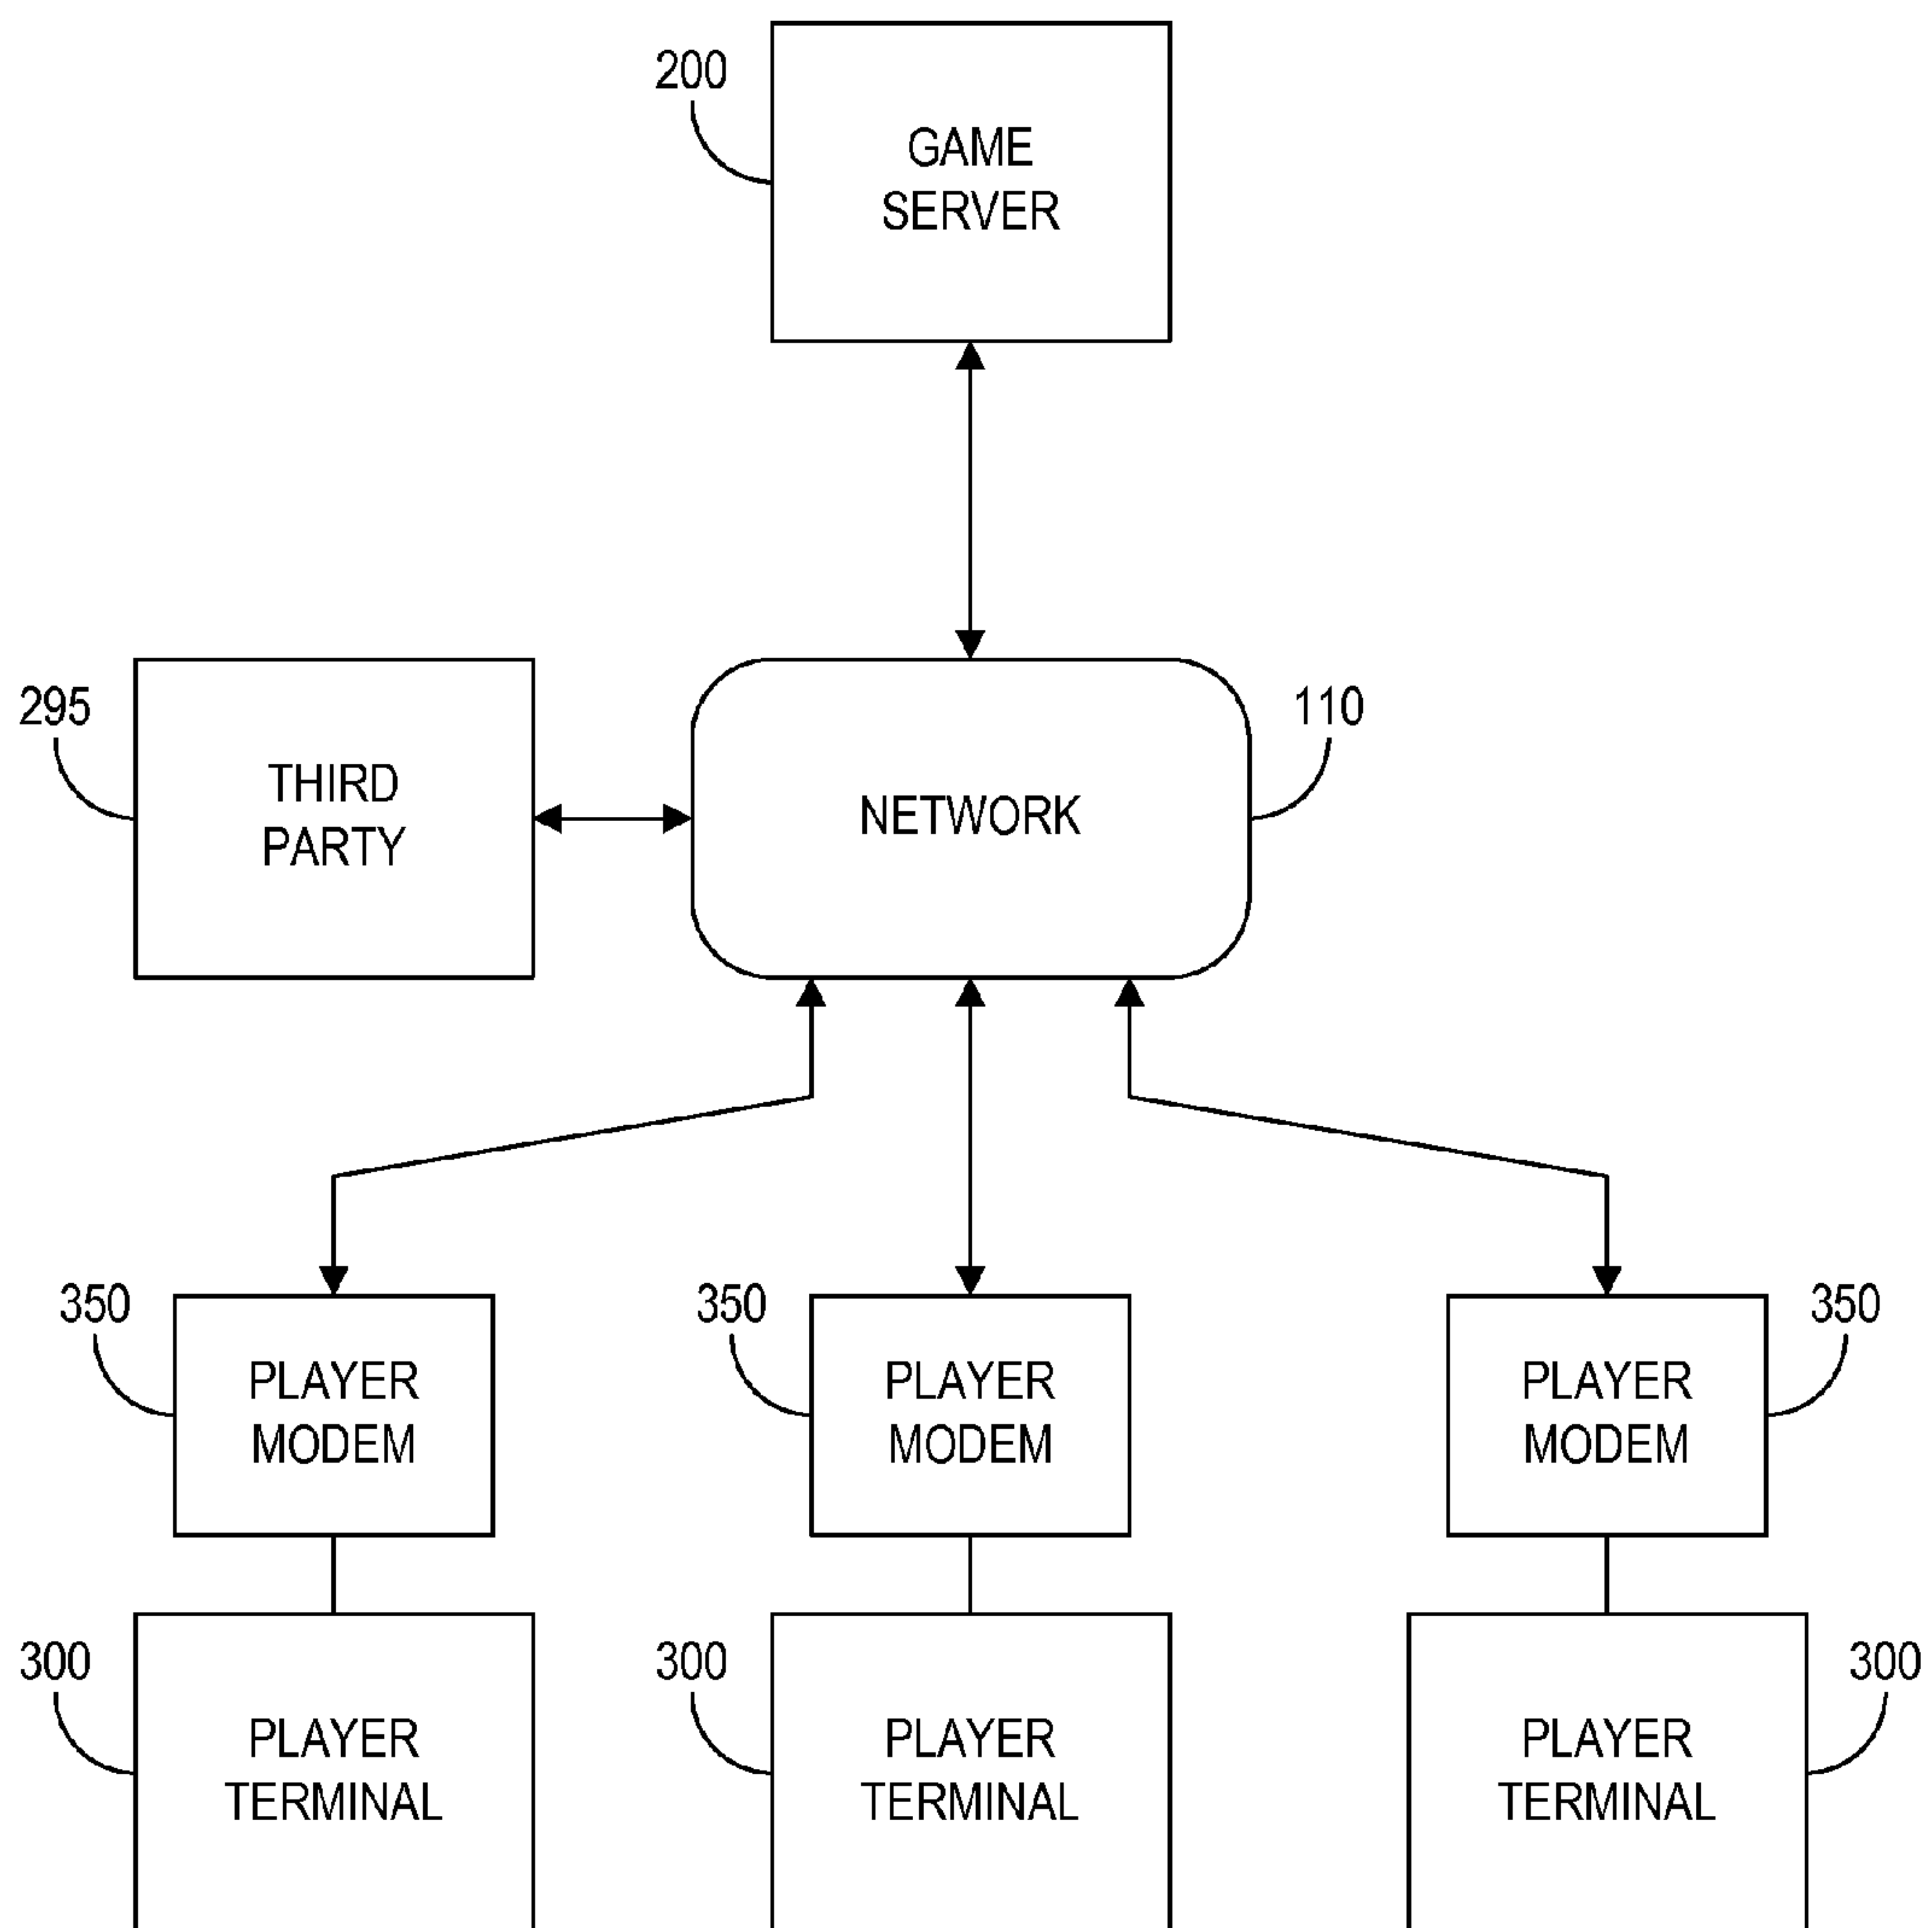 200
GAME
SERVER
295
THIRD
PARTY
NETWORK
110
350
PLAYER
MODEM
350
PLAYER
MODEM
PLAYER
MODEM
350
300
PLAYER
TERMINAL
300
PLAYER
TERMINAL
PLAYER
TERMINAL
300